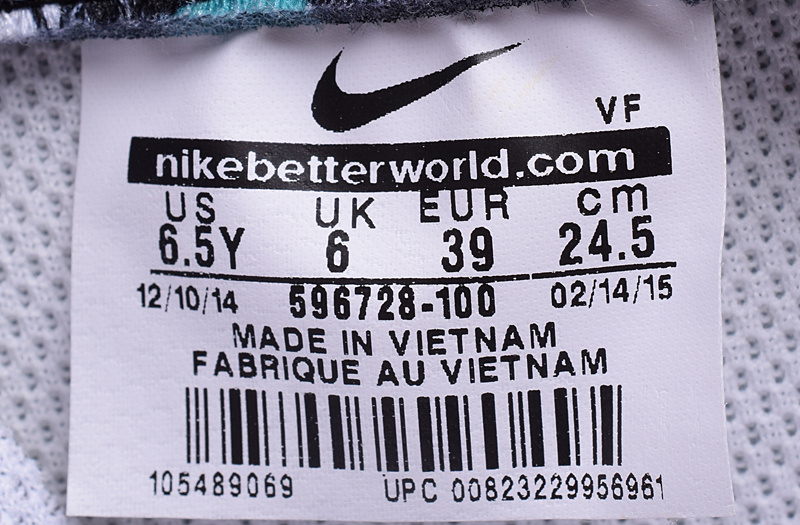 VF
nikebetterworld.com
US UK EUR cm
6.5Y 6 39 24.5
12/10/14 596728-100 02/14/15
MADE IN VIETNAM
FABRIQUE AU VIETNAM
105489069 UPC 00823229956961